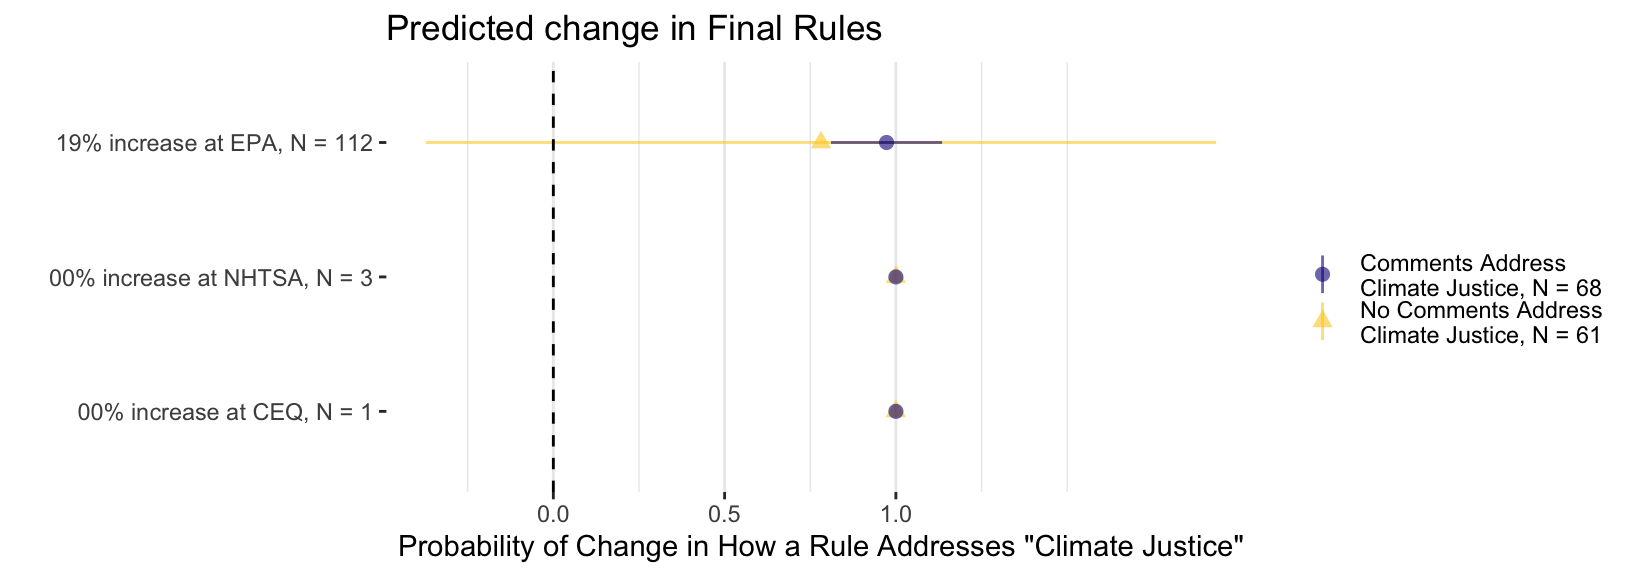 Predicted change in Final Rules
19% increase at EPA, N = 112
00% increase at NHTSA, N = 3
00% increase at CEQ, N = 1
0.0
0.5
1.0
Probability of Change in How a Rule Addresses "Climate Justice"
Comments Address
Climate Justice, N = 68
No Comments Address
Climate Justice, N = 61